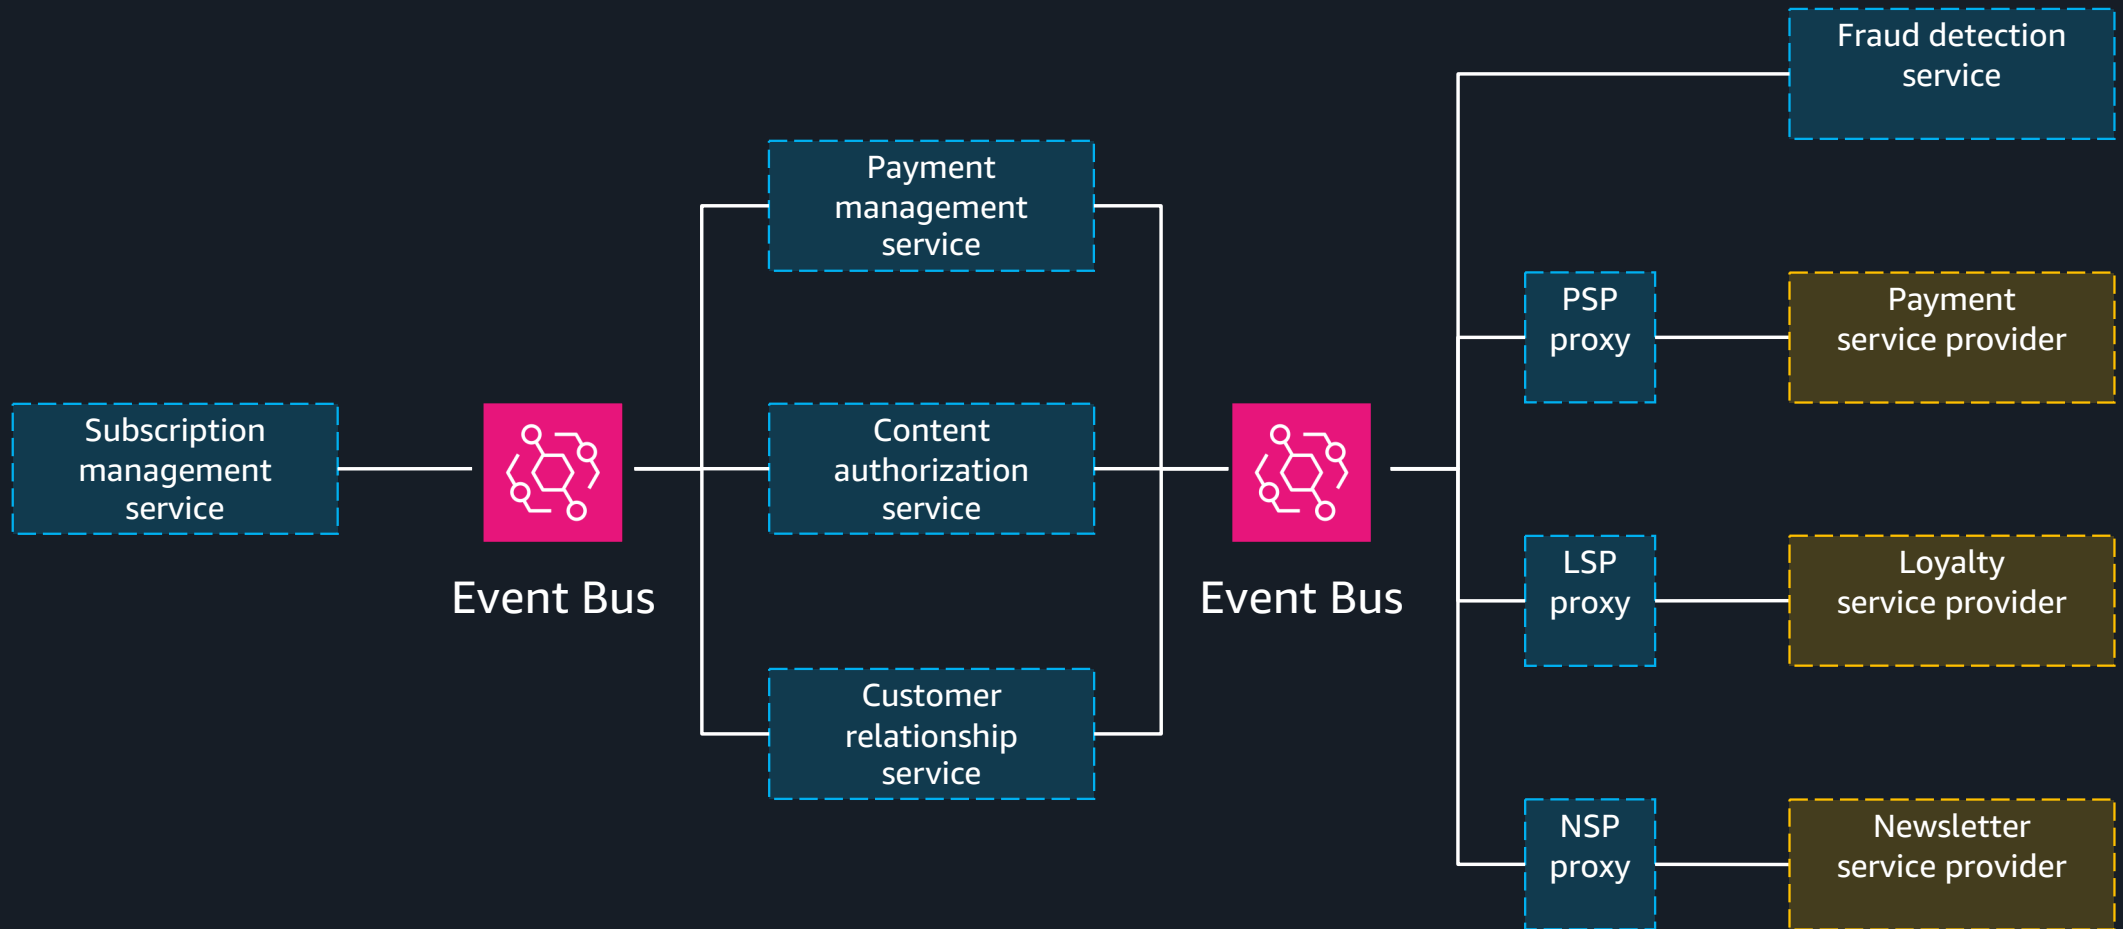 Fraud detection
service
Payment
management
service
PSP
proxy
Payment
service provider
Subscription
management
service
Event Bus
Content
authorization
service
Event Bus
LSP
proxy
Loyalty
service provider
Customer
relationship
service
NSP
proxy
Newsletter
service provider